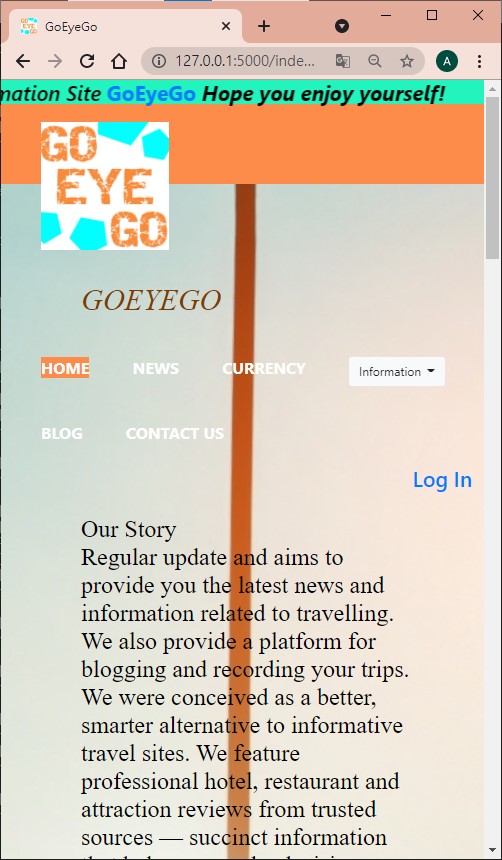 GoEyeGo
127.0.0.1:5000/inde...
A
mation Site GoEyeGo Hope you enjoy yourself!
GO
EYE
GO
GOEYEGO
HOME NEWS CURRENCY Information
BLOG CONTACT US
Log In
Our Story
Regular update and aims to
provide you the latest news and
information related to travelling.
We also provide a platform for
blogging and recording your trips.
We were conceived as a better,
smarter alternative to informative
travel sites. We feature
professional hotel, restaurant and
attraction reviews from trusted
sources — succinct information